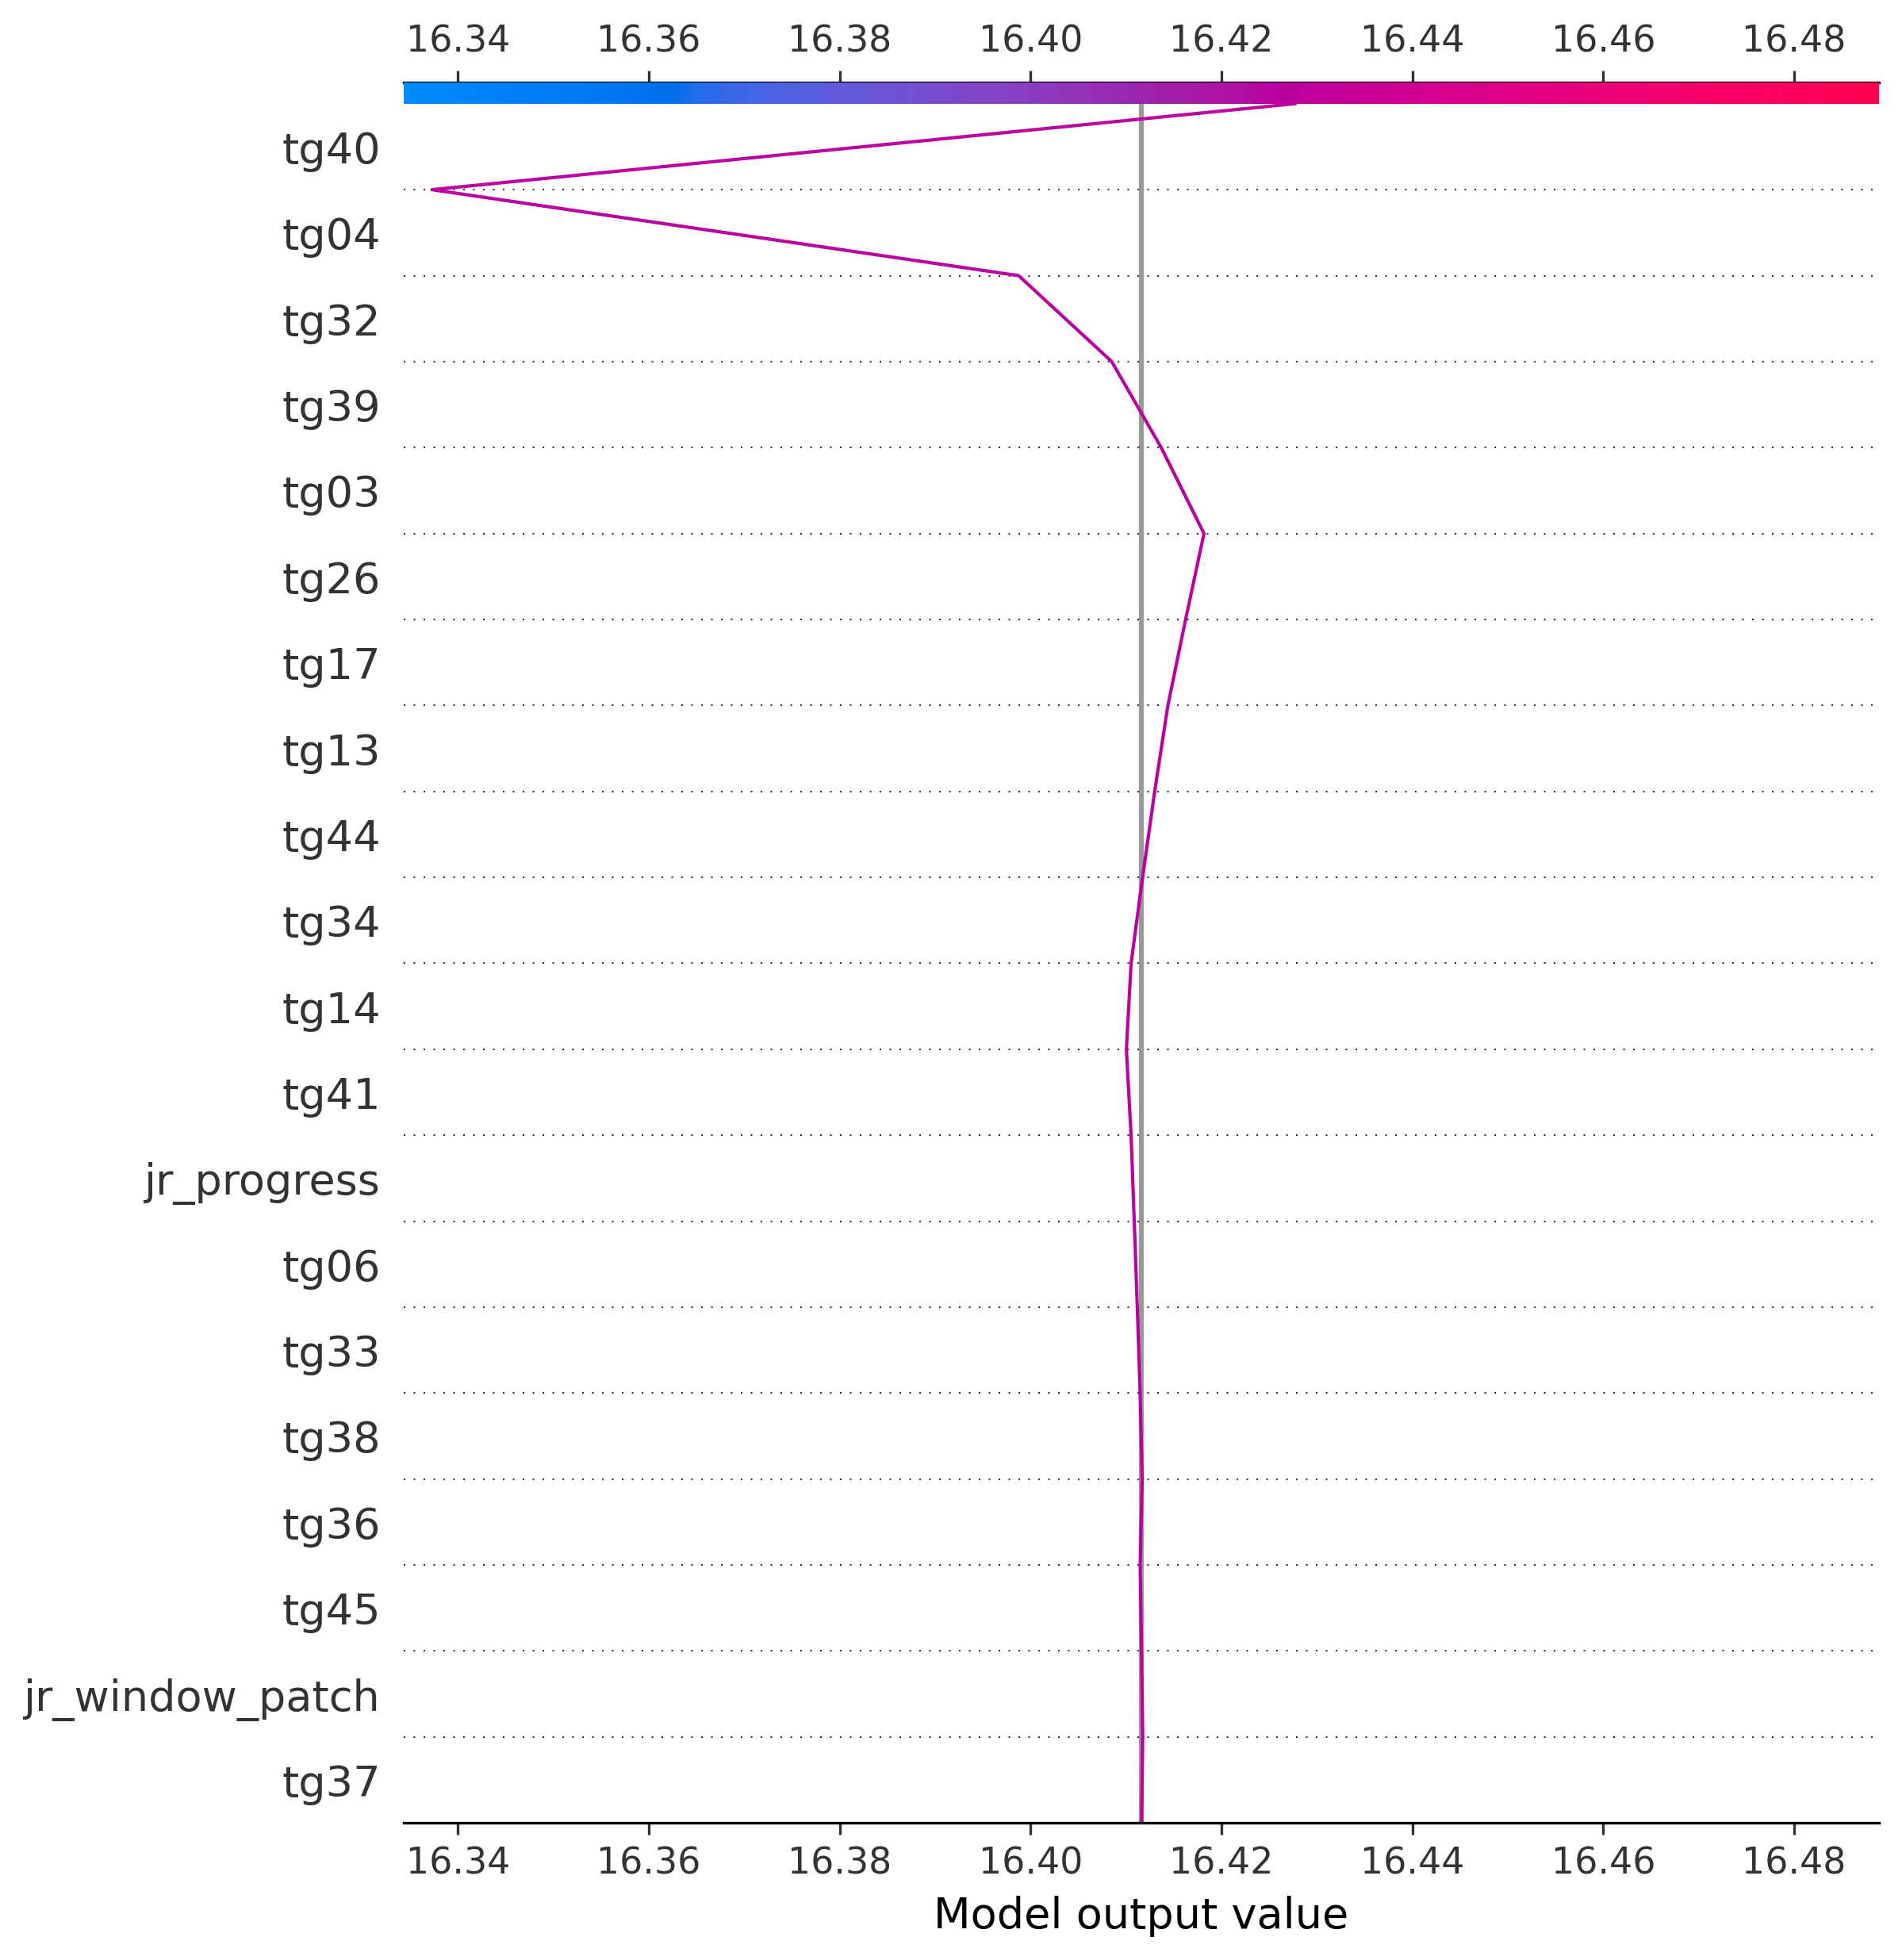 16.34 16.36 16.38 16.40 16.42 16.44 16.46 16.48
tg40
tg04
tg32
tg39
tg03
tg26
tg17
tg13
tg44
tg34
tg14
tg41
jr_progress
tg06
tg33
tg38
tg36
tg45
jr_window_patch
tg37
16.34 16.36 16.38 16.40 16.42 16.44 16.46 16.48
Model output value